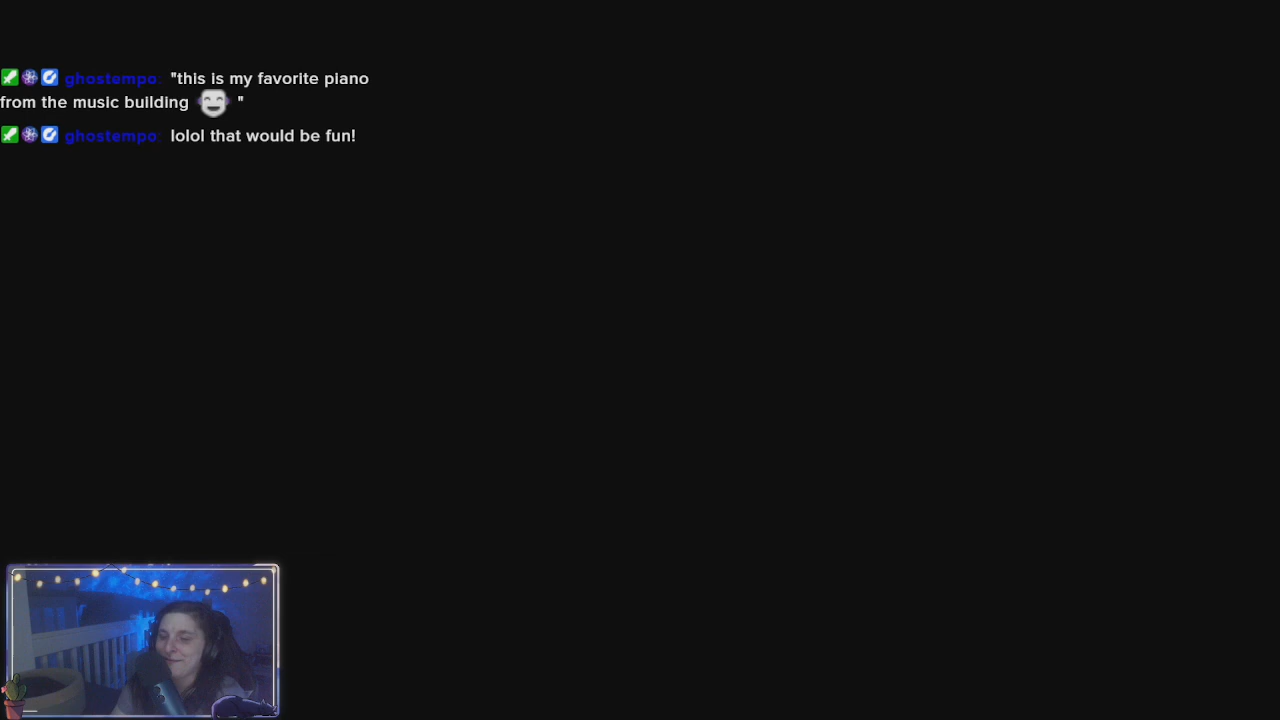 ghostempo: "this is my favorite piano
from the music building "
ghostempo: lolol that would be fun!